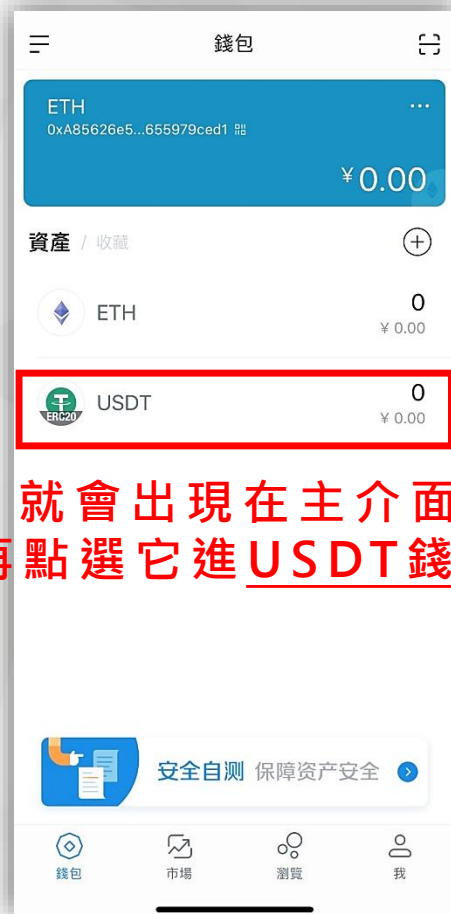 錢包
ETH
0xA85626e5...655979ced1
¥0.00
資產 / 收藏
ETH
0
¥ 0.00
ERC20
USDT
0
¥ 0.00
就會出現在主介面
再點選它進USDT錢
安全自测 保障资产安全
錢包
市場
瀏覽
我